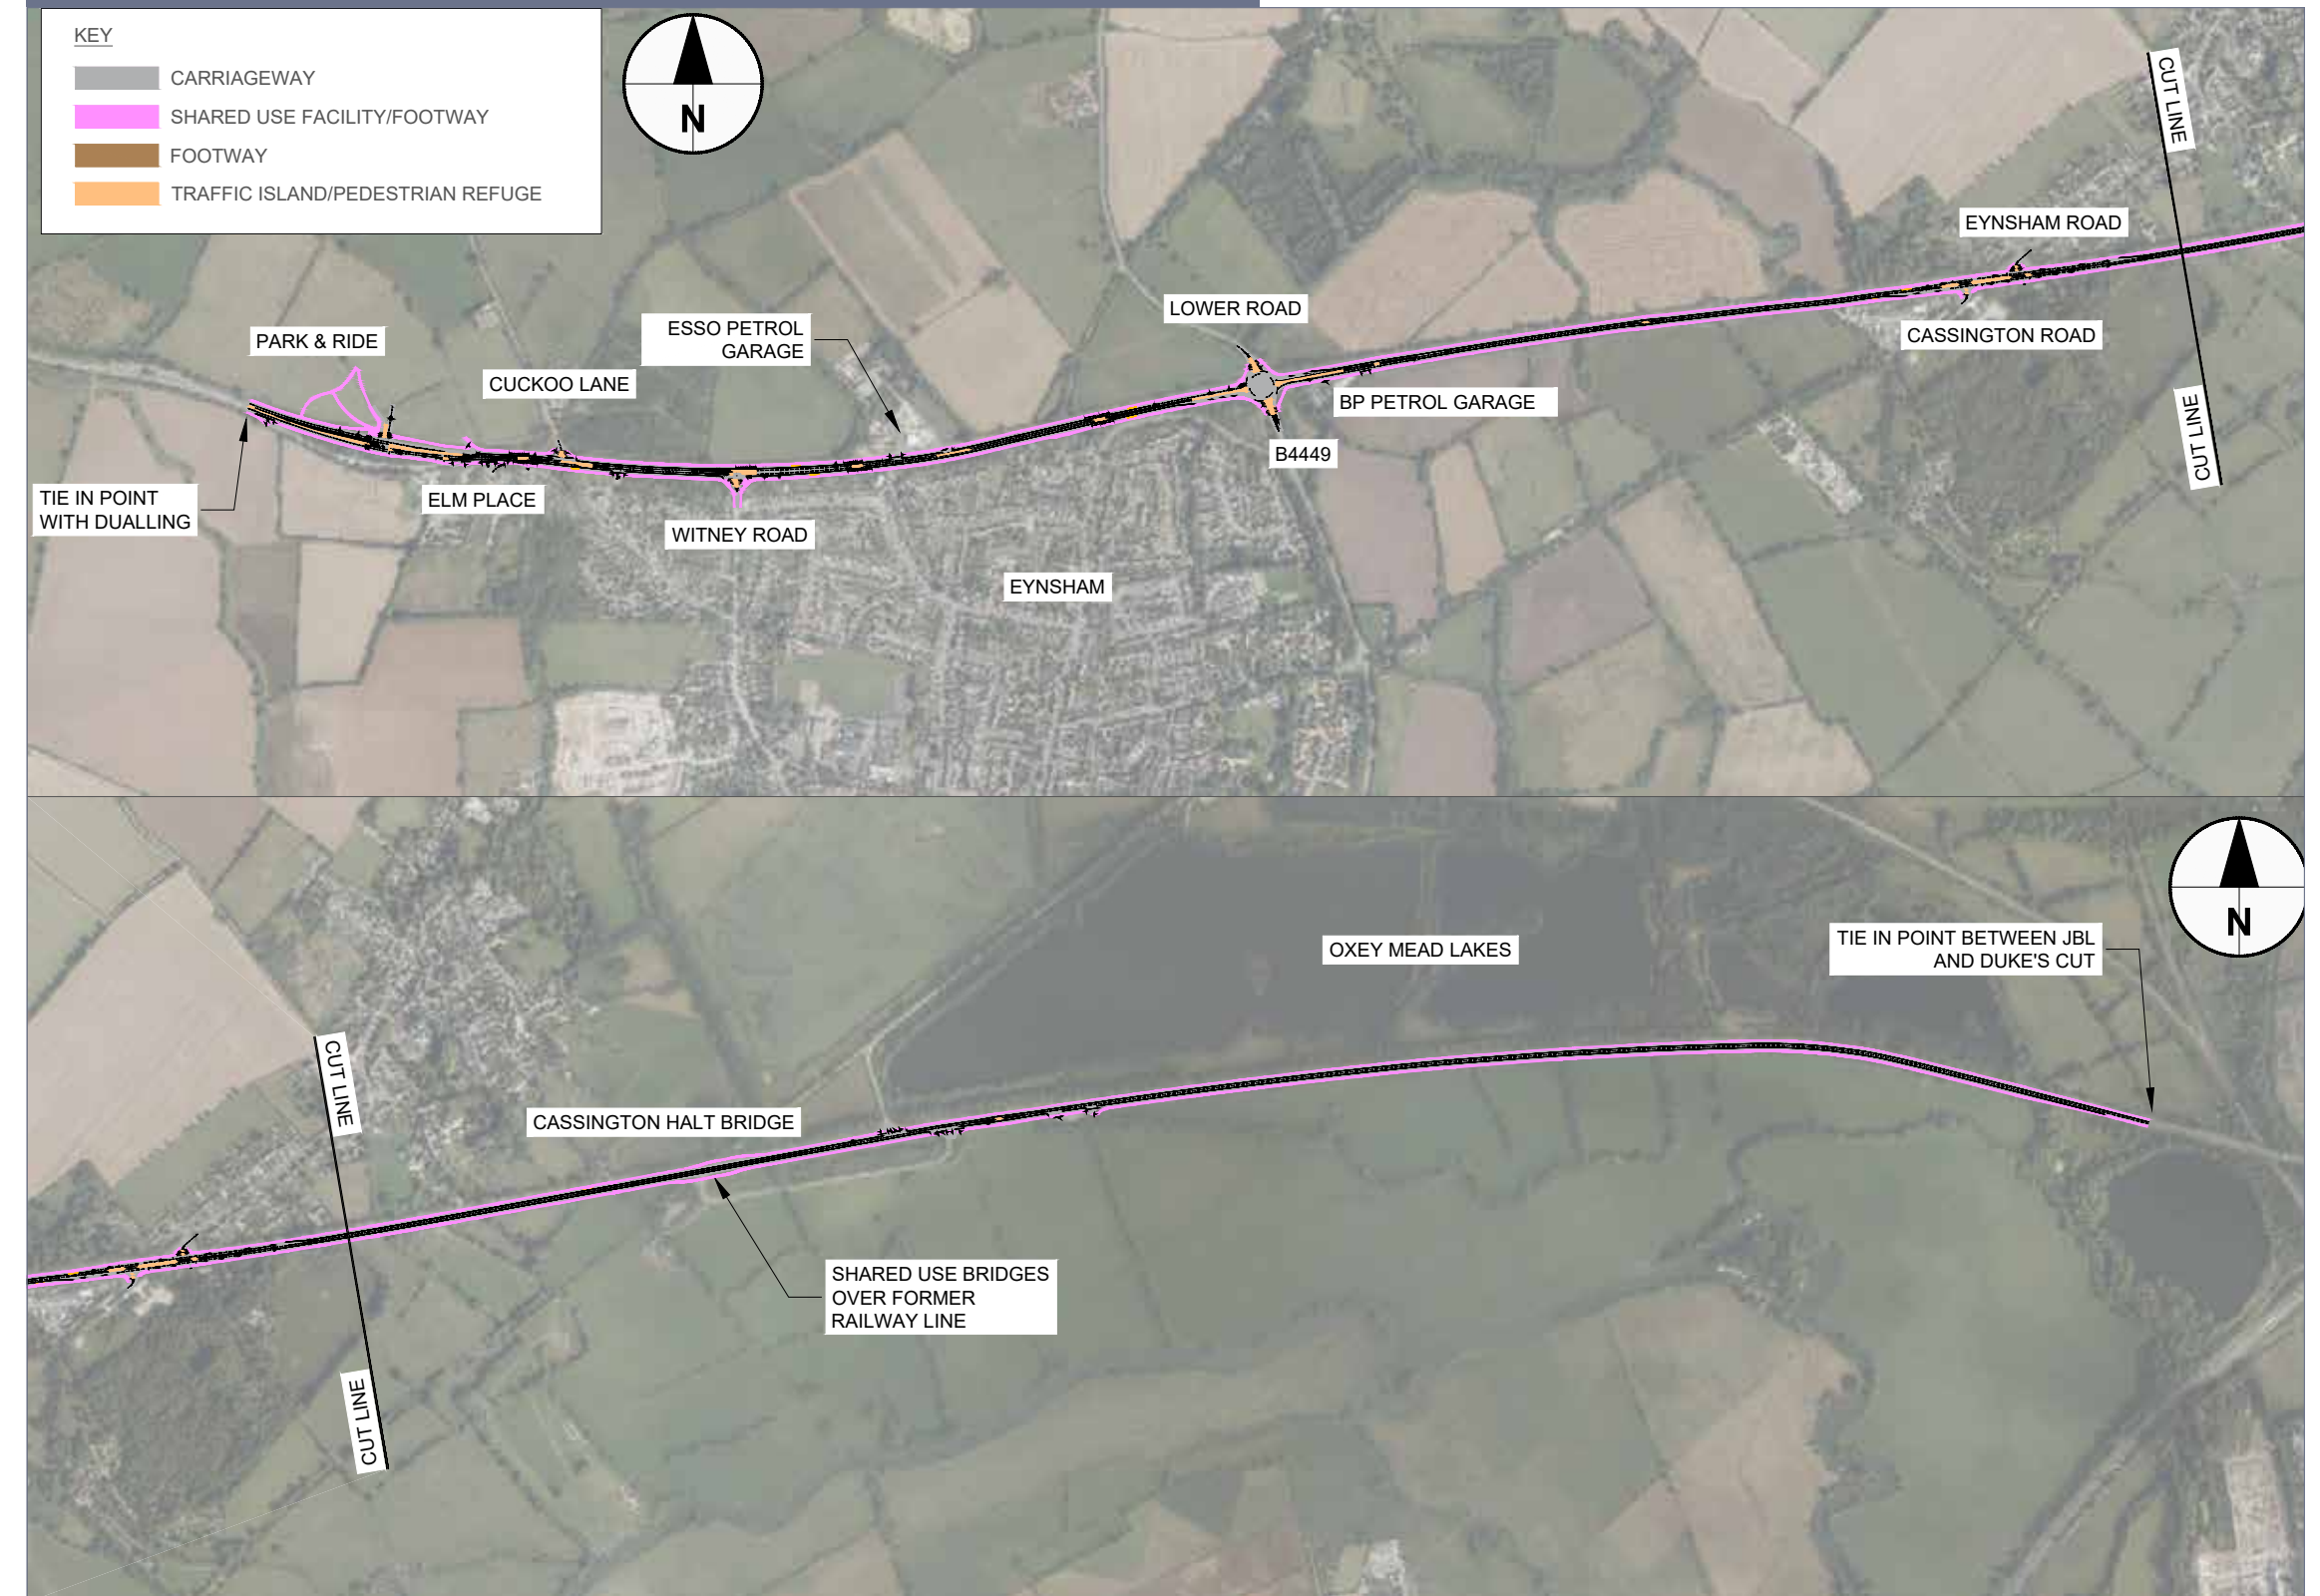 KEY
CARRIAGEWAY
SHARED USE FACILITY/FOOTWAY
FOOTWAY
TRAFFIC ISLAND/PEDESTRIAN REFUGE
N
CUT LINE
EYNSHAM ROAD
LOWER ROAD
ESSO PETROL
GARAGE
PARK & RIDE
CUCKOO LANE
CASSINGTON ROAD
BP PETROL GARAGE
CUT LINE
B4449
TIE IN POINT
WITH DUALLING
ELM PLACE
WITNEY ROAD
EYNSHAM
N
OXEY MEAD LAKES
TIE IN POINT BETWEEN JBL
AND DUKE'S CUT
CUT LINE
CASSINGTON HALT BRIDGE
SHARED USE BRIDGES
OVER FORMER
RAILWAY LINE
CUT LINE